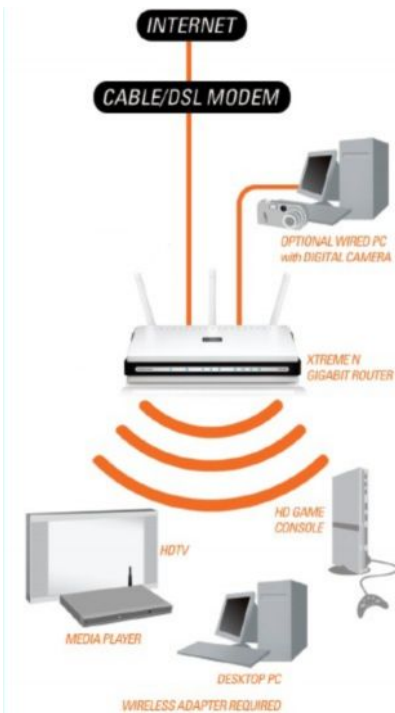 INTERNET
CABLE/DSL MODEM
OPTIONAL WIRED PC
with DIGITAL CAMERA
XTREME N
GIGABIT ROUTER
HD GAME
CONSOLE
HDTV
MEDIA PLAYER
DESKTOP PC
WIRELESS ADAPTER REQUIRED